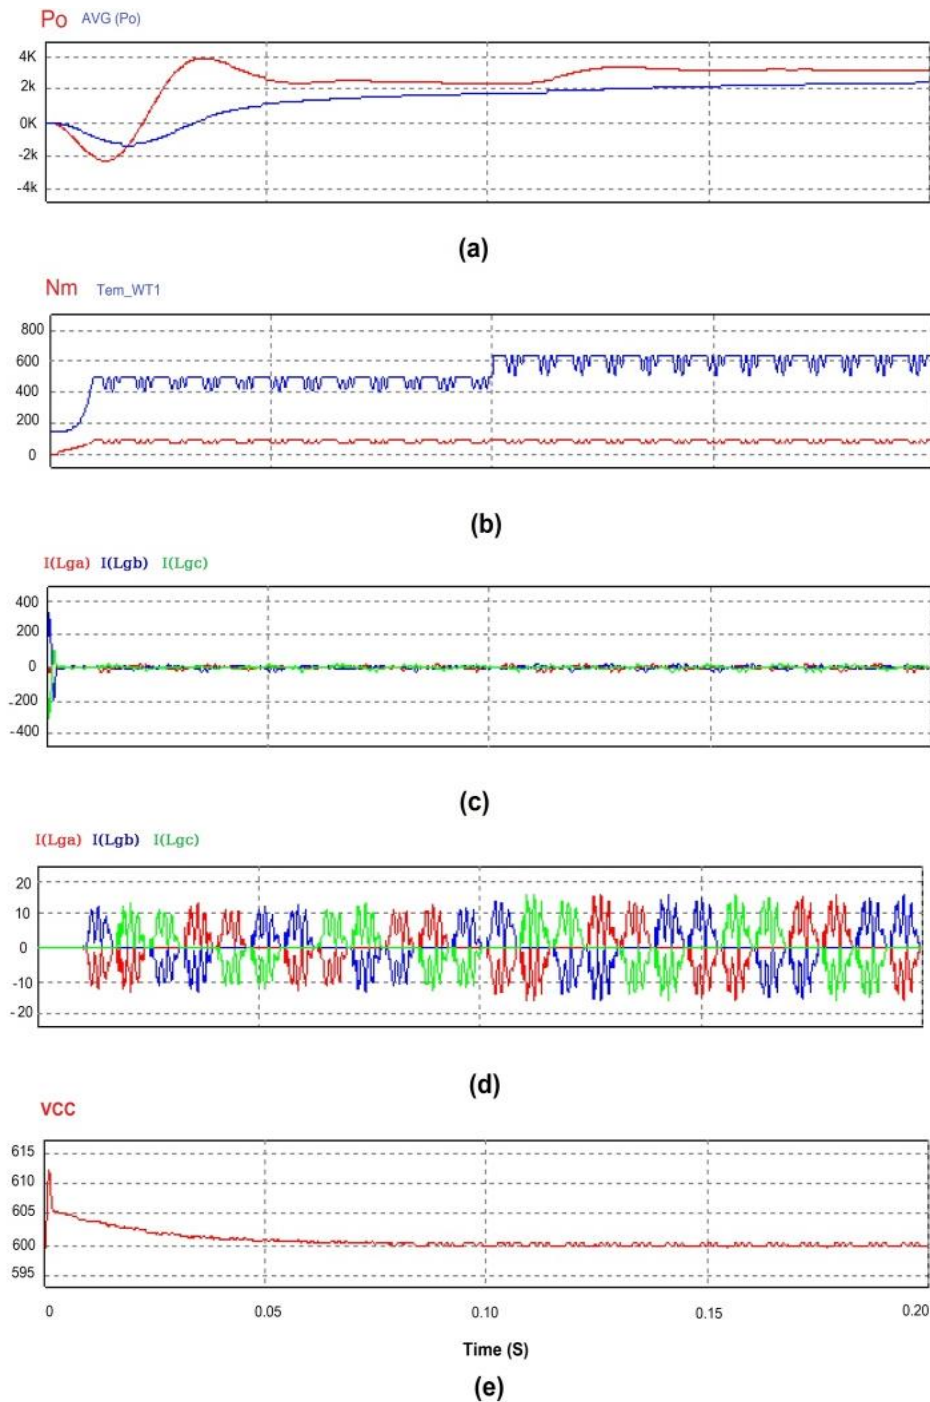 Po AVG (Po)
4K
2k
0K
-2k
-4k
(a)
Nm Tem_WT1
800
600
400
200
0
(b)
I(Lga) I(Lgb) I(Lgc)
400
200
0
-200
-400
(c)
I(Lga) I(Lgb) I(Lgc)
20
10
0
-10
-20
(d)
VCC
615
610
605
600
595
0 0.05 0.10 0.15 0.20
Time (S)
(e)